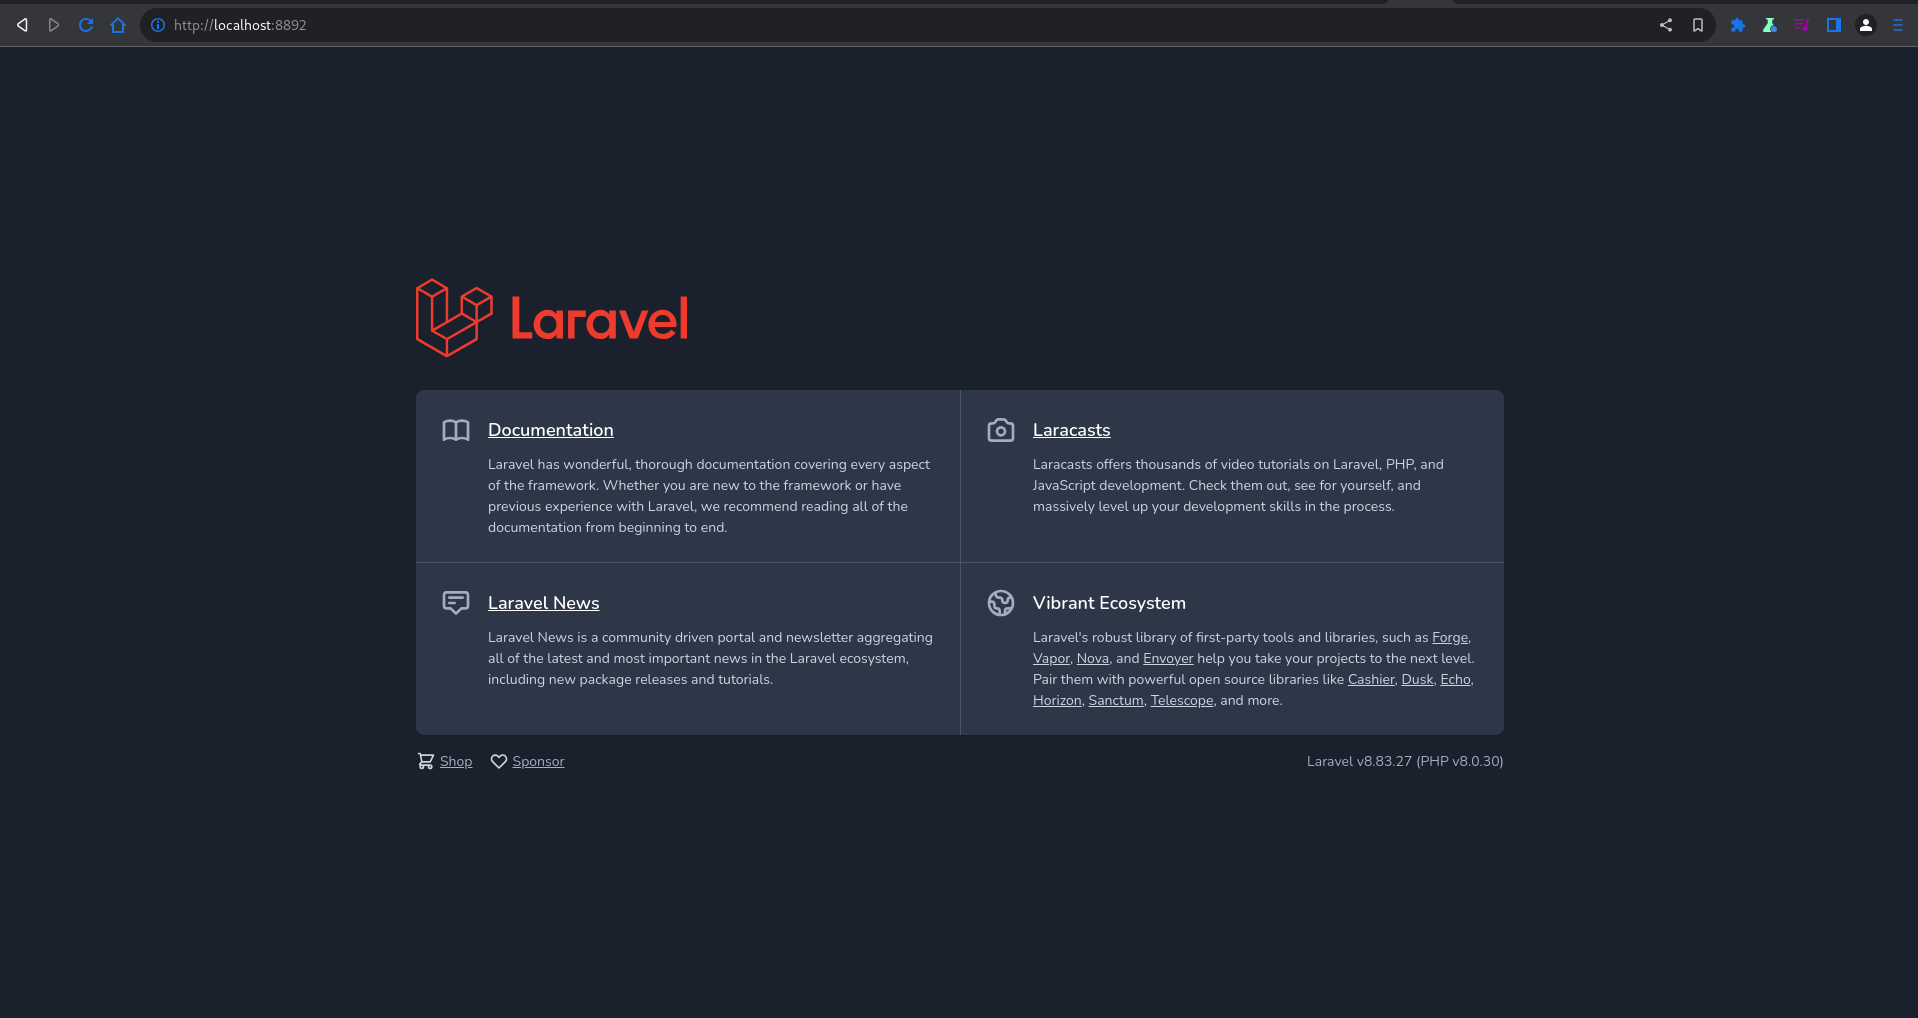 http://localhost:8892
Laravel
Documentation
Laravel has wonderful, thorough documentation covering every aspect
of the framework. Whether you are new to the framework or have
previous experience with Laravel, we recommend reading all of the
documentation from beginning to end.
Laracasts
Laracasts offers thousands of video tutorials on Laravel, PHP, and
JavaScript development. Check them out, see for yourself, and
massively level up your development skills in the process.
Laravel News
Laravel News is a community driven portal and newsletter aggregating
all of the latest and most important news in the Laravel ecosystem,
including new package releases and tutorials.
Vibrant Ecosystem
Laravel's robust library of first-party tools and libraries, such as Forge,
Vapor, Nova, and Envoyer help you take your projects to the next level.
Pair them with powerful open source libraries like Cashier, Dusk, Echo,
Horizon, Sanctum, Telescope, and more.
Shop Sponsor Laravel v8.83.27 (PHP v8.0.30)